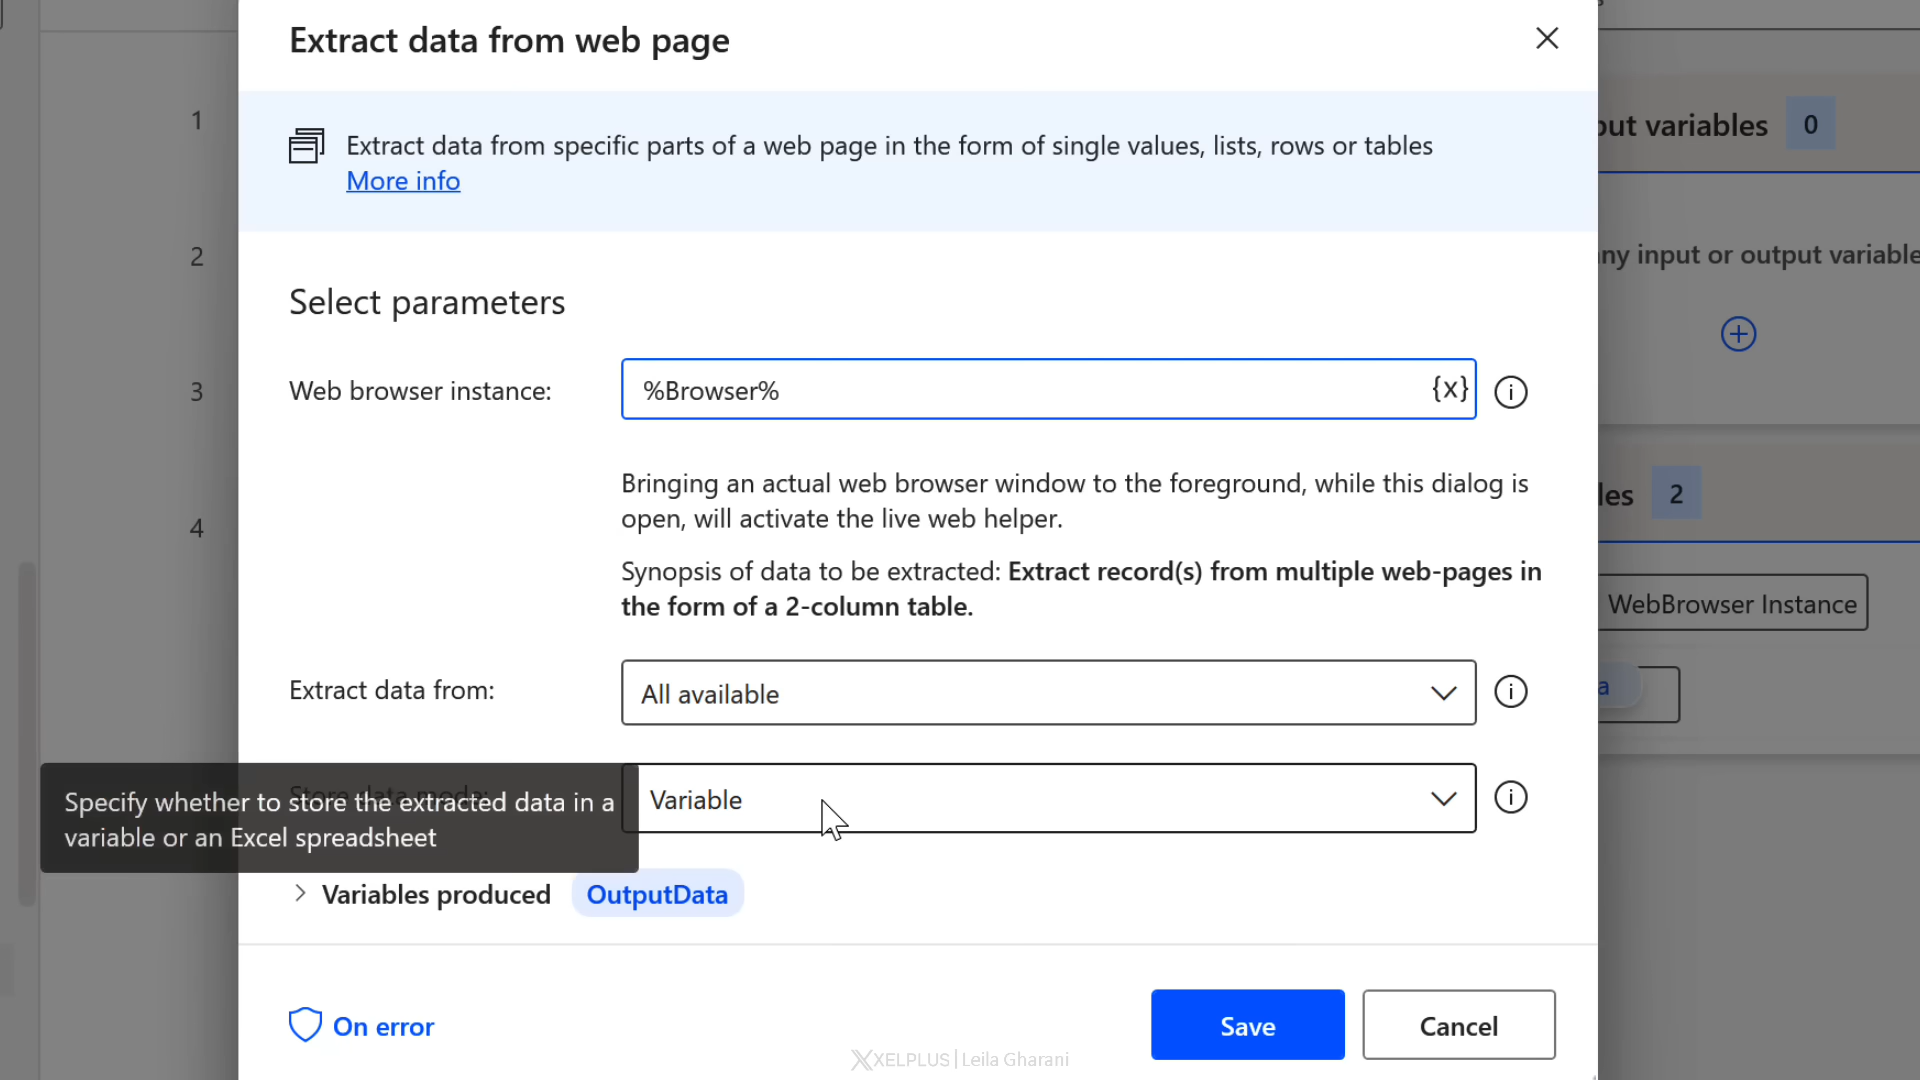 Extract data from web page
1
Extract data from specific parts of a web page in the form of single values, lists, rows or tables
More info
put variables 0
2
ny input or output variable
Select parameters
3
Web browser instance:
%Browser%
{x}
Bringing an actual web browser window to the foreground, while this dialog is
open, will activate the live web helper.
les 2
4
Synopsis of data to be extracted: Extract record(s) from multiple web-pages in
the form of a 2-column table.
WebBrowser Instance
Extract data from:
All available
a
Store data mode:
Specify whether to store the extracted data in a
variable or an Excel spreadsheet
Variable
Variables produced OutputData
On error
Save
Cancel
XELPLUS | Leila Gharani